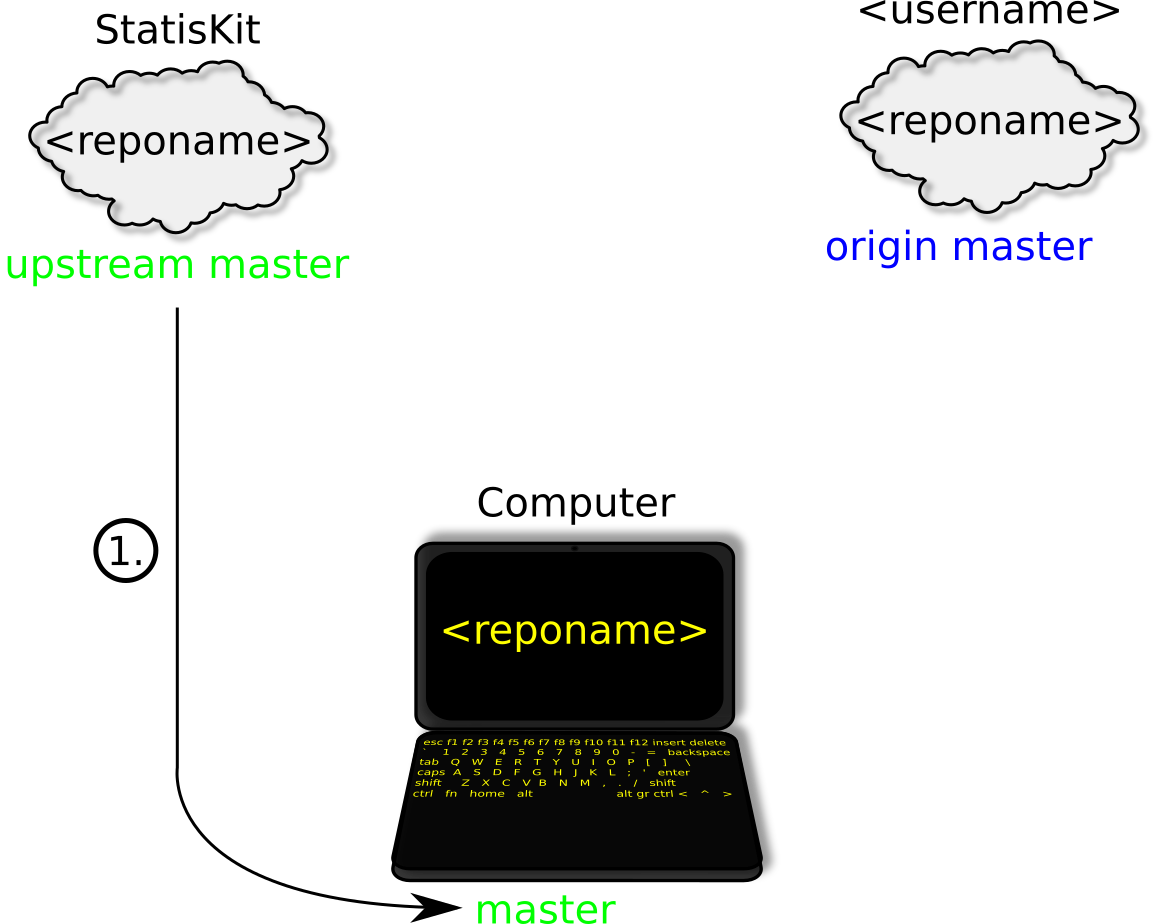 StatisKit
<username>
<reponame>
<reponame>
upstream master
origin master
1.
Computer
<reponame>
esc f1 f2 f3 f4 f5 f6 f7 f8 f9 f10 f11 f12 insert delete
` 1 2 3 4 5 6 7 8 9 0 - = backspace
tab Q W E R T Y U I O P [ ] \
caps A S D F G H J K L ; ' enter
shift Z X C V B N M , . / shift
ctrl fn home alt alt gr ctrl < ^ >
master